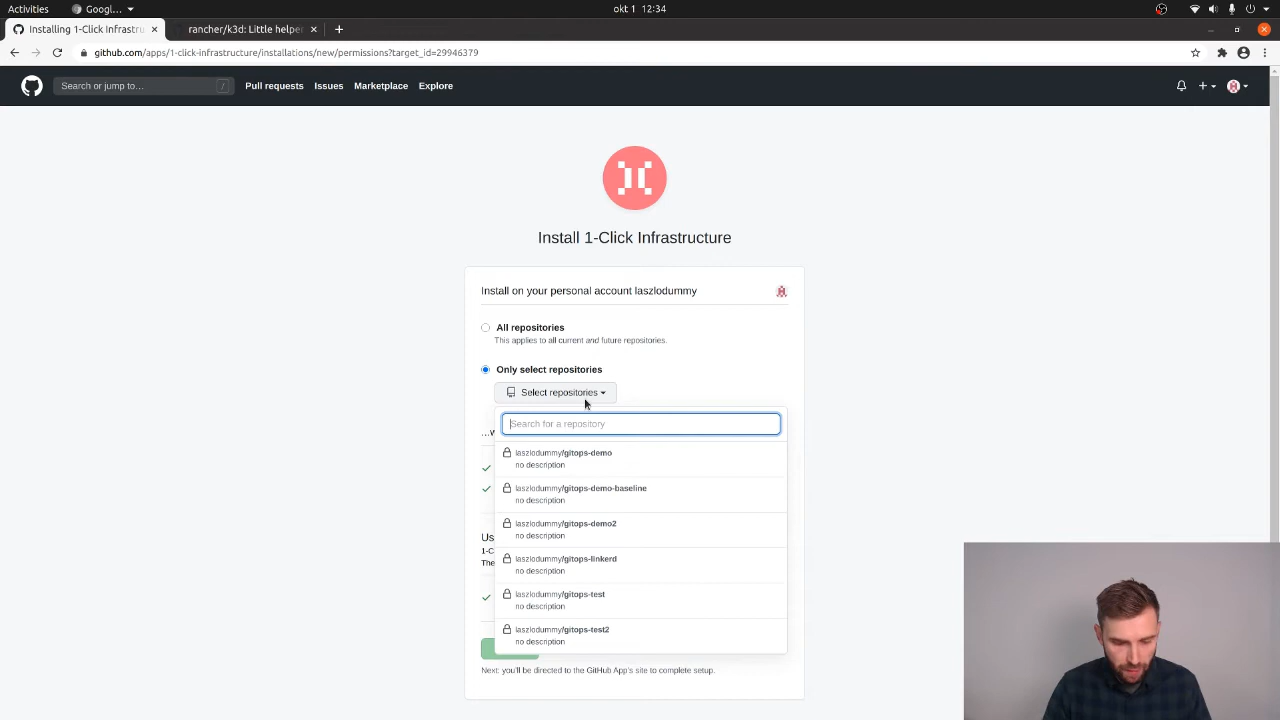 Activities
Googl...
okt 1 12:34
Installing 1-Click Infrastru
rancher/k3d: Little helper
github.com/apps/1-click-infrastructure/installations/new/permissions?target_id=29946379
Search or jump to...
/
Pull requests
Issues
Marketplace
Explore
Install 1-Click Infrastructure
Install on your personal account laszlodummy
All repositories
This applies to all current and future repositories.
Only select repositories
Select repositories
Search for a repository
...w
laszlodummy/gitops-demo
no description
laszlodummy/gitops-demo-baseline
no description
laszlodummy/gitops-demo2
no description
Us
1-C
The
laszlodummy/gitops-linkerd
no description
laszlodummy/gitops-test
no description
laszlodummy/gitops-test2
no description
Next: you'll be directed to the GitHub App's site to complete setup.